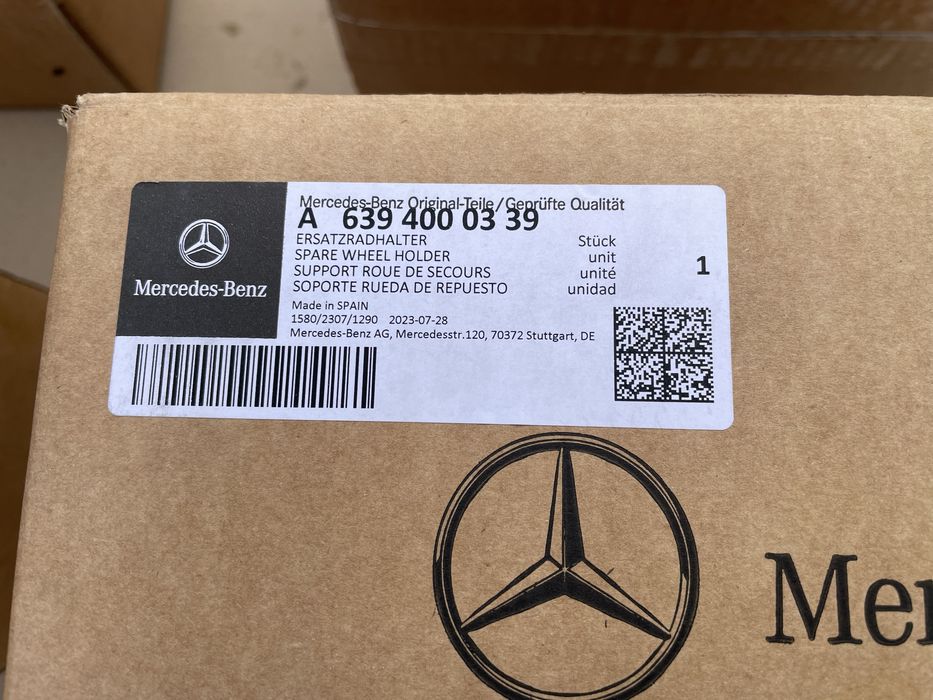 Mercedes-Benz Original-Teile/Geprüfte Qualität
A 639 400 03 39
ERSATZRADHALTER Stück
SPARE WHEEL HOLDER unit
SUPPORT ROUE DE SECOURS unité
SOPORTE RUEDA DE REPUESTO unidad
1
Made in SPAIN
1580/2307/1290 2023-07-28
Mercedes-Benz AG, Mercedesstr.120, 70372 Stuttgart, DE
Mercedes-Benz
Mer